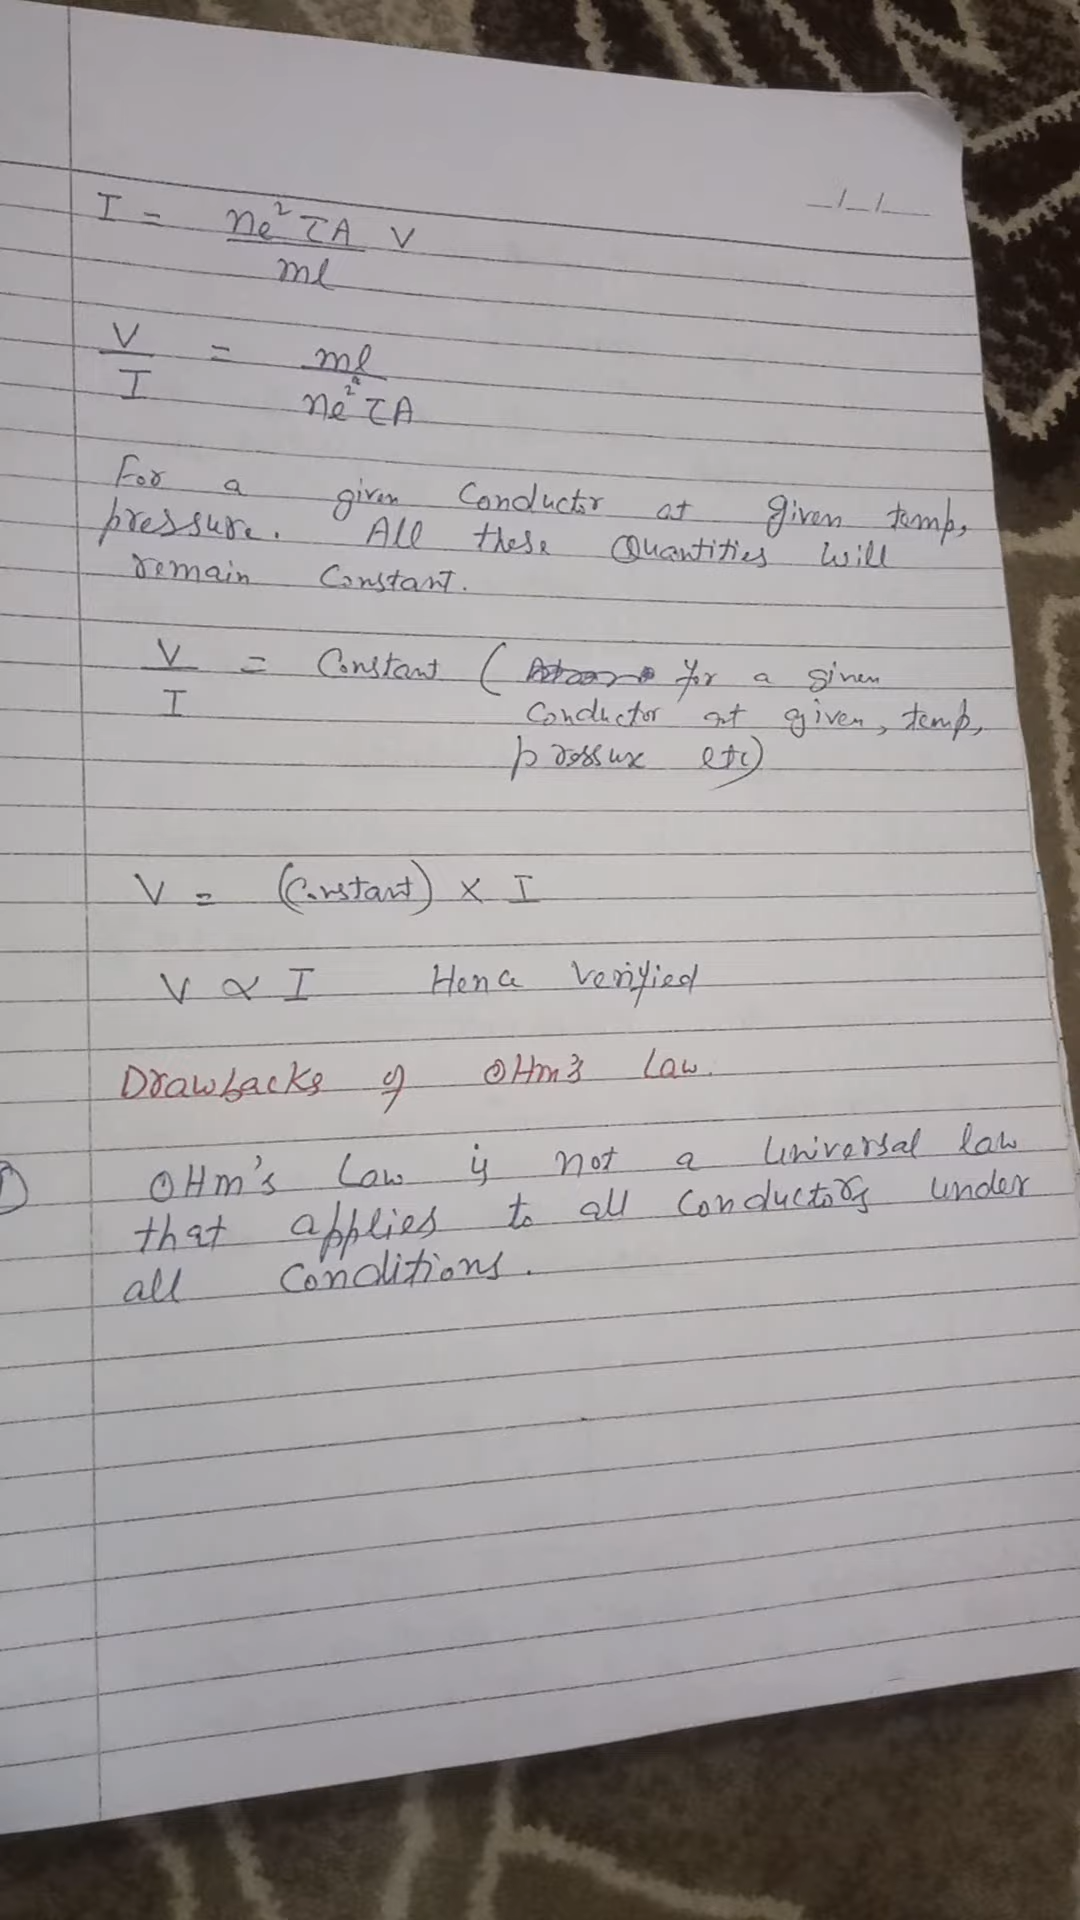 _/_/__
I = ne²τA V
ml
V = ml
I ne²τA
For a given Conductor at given temp,
pressure. All these Quantities will
remain Constant.
V = Constant ( for a given
I Conductor at given, temp,
pressure etc)
V = (Constant) × I
V ∝ I Hence Verified
Drawbacks of OHm's Law.
OHm's Law is not a Universal law
that applies to all Conductors under
all Conditions.